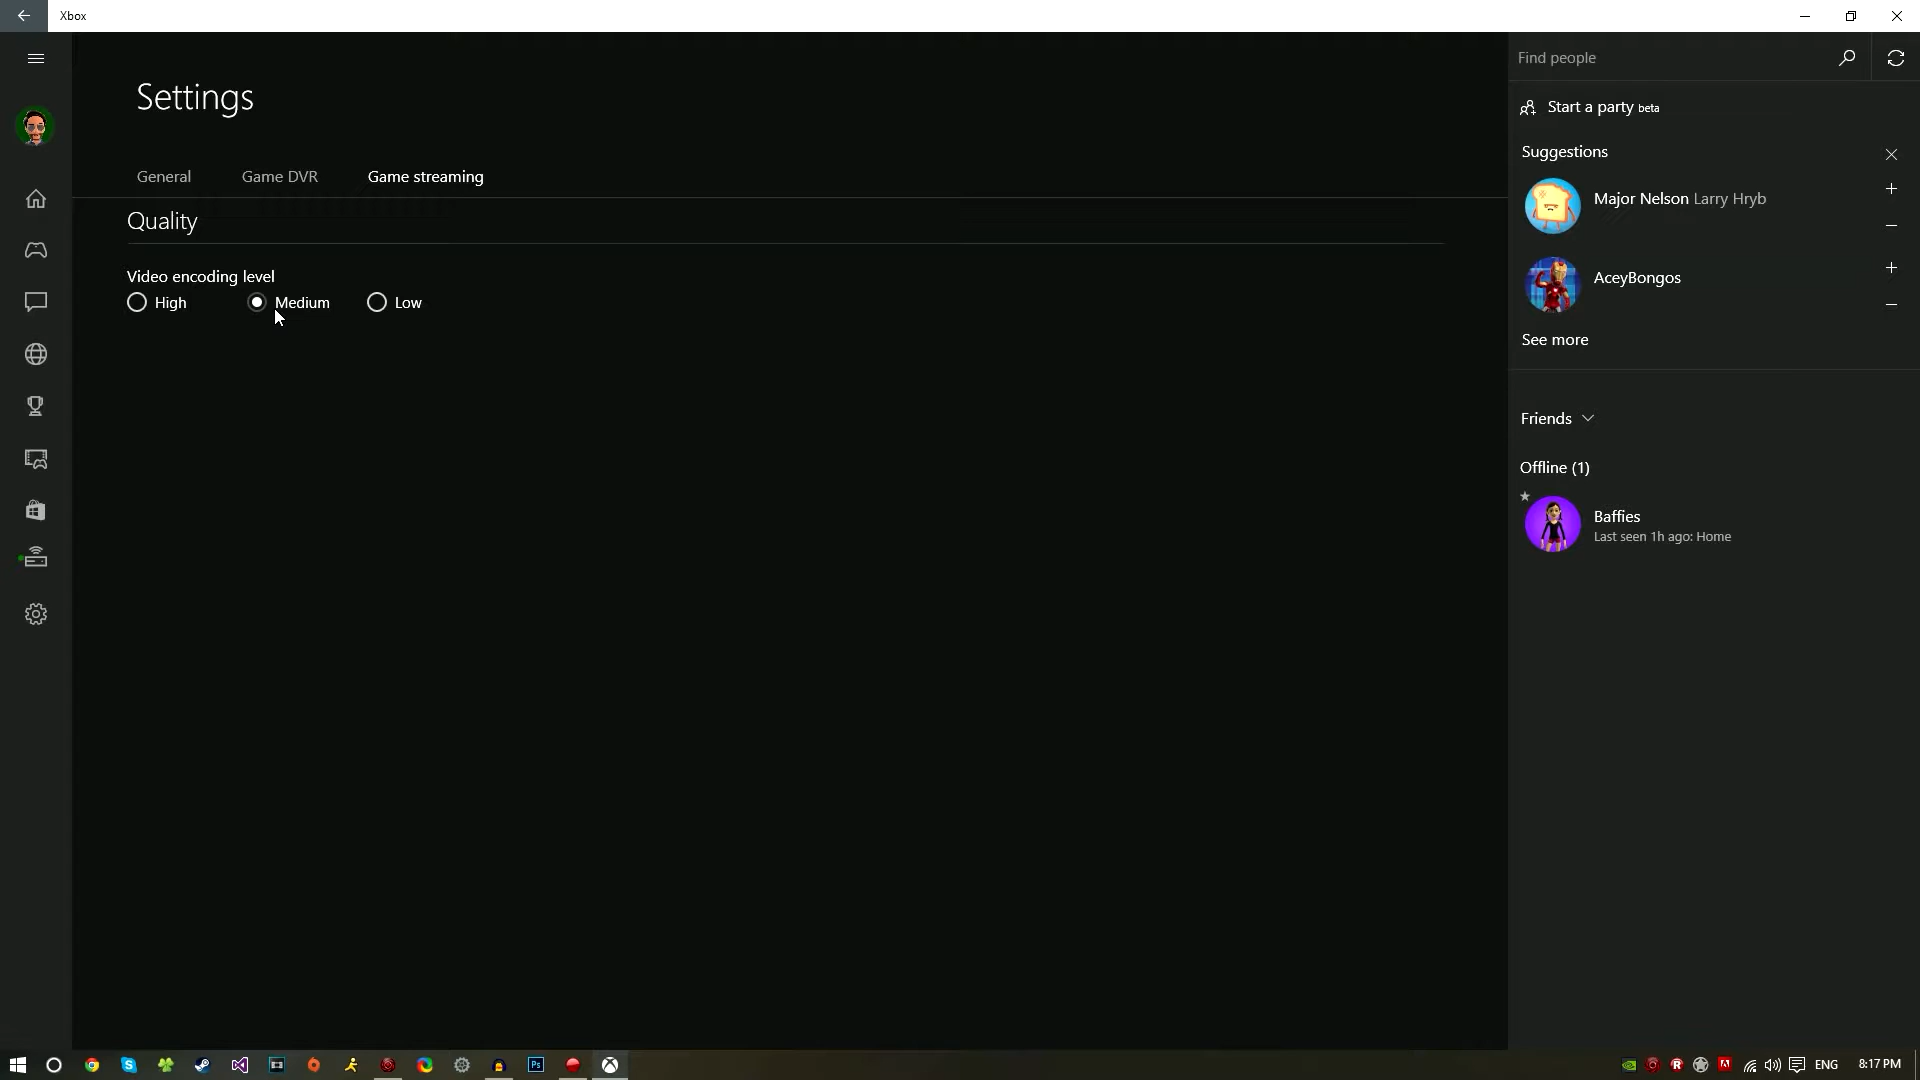 Xbox
Settings
General Game DVR Game streaming
Quality
Video encoding level
High Medium Low
Find people
Start a party beta
Suggestions
Major Nelson Larry Hryb
AceyBongos
See more
Friends
Offline (1)
Baffies
Last seen 1h ago: Home
Ps
ENG 8:17 PM